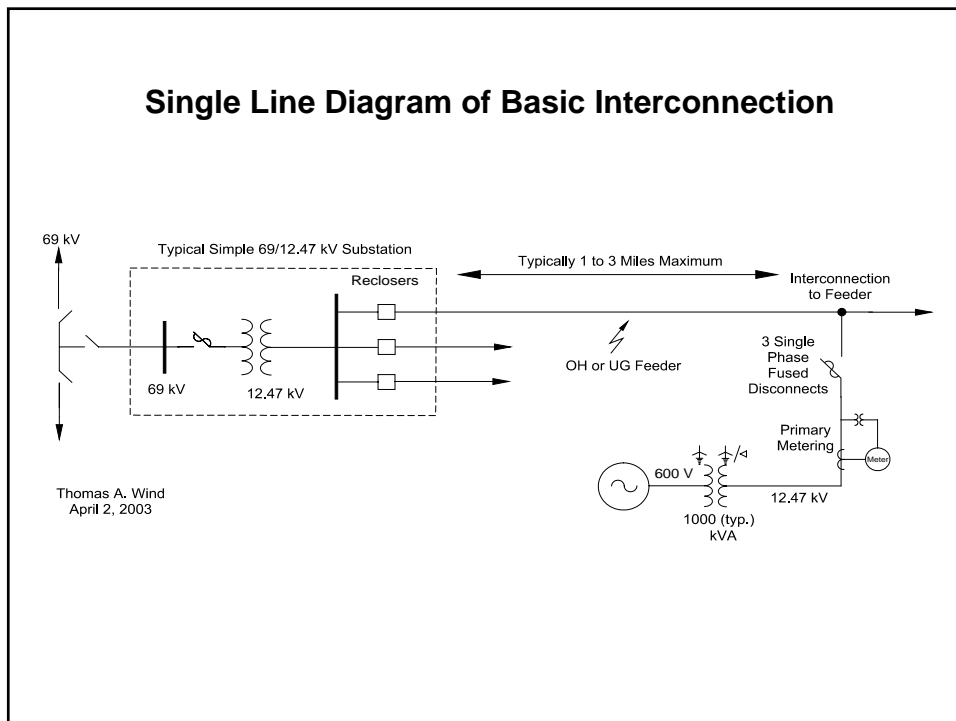 Single Line Diagram of Basic Interconnection
69 kV
Typical Simple 69/12.47 kV Substation
Reclosers
Typically 1 to 3 Miles Maximum
Interconnection
to Feeder
69 kV
12.47 kV
OH or UG Feeder
3 Single
Phase
Fused
Disconnects
Primary
Metering
Meter
600 V
12.47 kV
1000 (typ.)
kVA
Thomas A. Wind
April 2, 2003